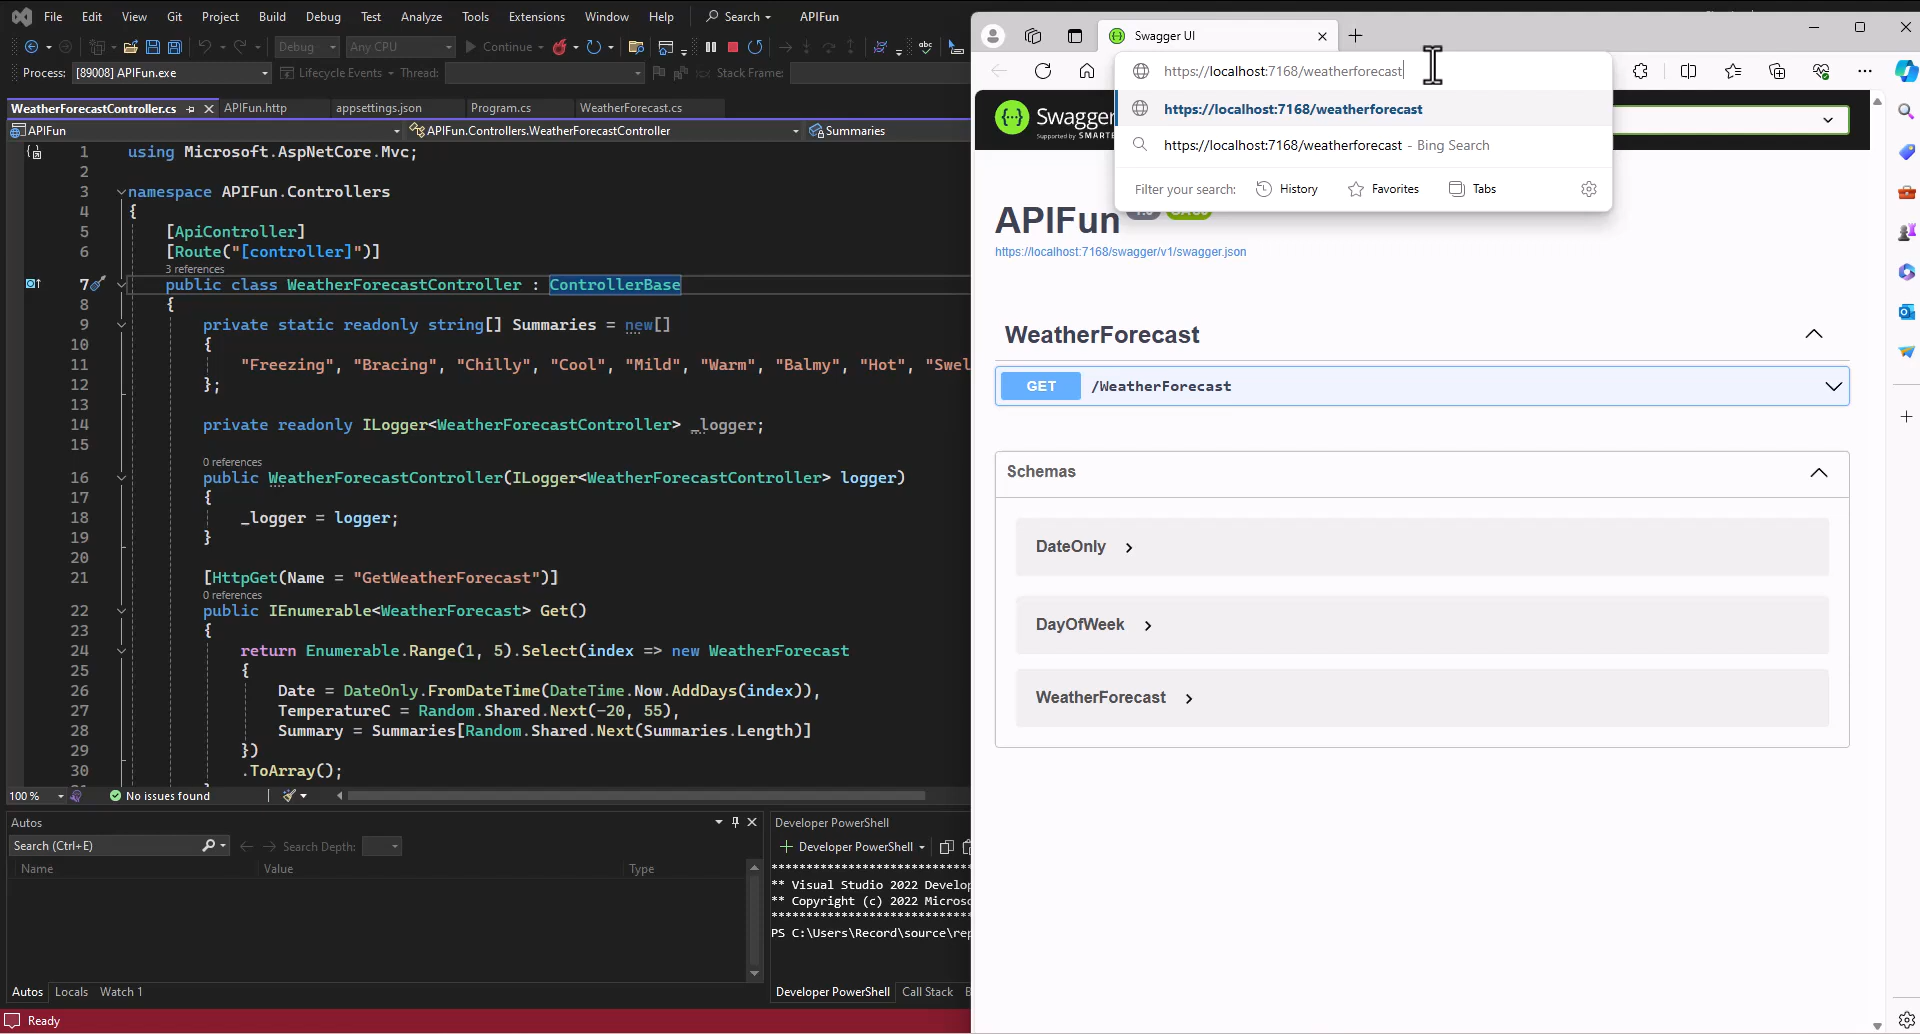 File Edit View Git Project Build Debug Test Analyze Tools Extensions Window Help Search APIFun
Debug Any CPU Continue
Process: [89008] APIFun.exe Lifecycle Events Thread: Stack Frame:
WeatherForecastController.cs APIFun.http appsettings.json Program.cs WeatherForecast.cs
APIFun APIFun.Controllers.WeatherForecastController Summaries
1 using Microsoft.AspNetCore.Mvc;
2
3 namespace APIFun.Controllers
4 {
5 [ApiController]
6 [Route("[controller]")]
3 references
7 public class WeatherForecastController : ControllerBase
8 {
9 private static readonly string[] Summaries = new[]
10 {
11 "Freezing", "Bracing", "Chilly", "Cool", "Mild", "Warm", "Balmy", "Hot", "Swel
12 };
13
14 private readonly ILogger<WeatherForecastController> _logger;
15
0 references
16 public WeatherForecastController(ILogger<WeatherForecastController> logger)
17 {
18 _logger = logger;
19 }
20
21 [HttpGet(Name = "GetWeatherForecast")]
0 references
22 public IEnumerable<WeatherForecast> Get()
23 {
24 return Enumerable.Range(1, 5).Select(index => new WeatherForecast
25 {
26 Date = DateOnly.FromDateTime(DateTime.Now.AddDays(index)),
27 TemperatureC = Random.Shared.Next(-20, 55),
28 Summary = Summaries[Random.Shared.Next(Summaries.Length)]
29 })
30 .ToArray();
100 % No issues found
Autos
Search (Ctrl+E) Search Depth:
Name Value Type
Autos Locals Watch 1
Developer PowerShell
Developer PowerShell
******************************
** Visual Studio 2022 Develop
** Copyright (c) 2022 Microso
******************************
PS C:\Users\Record\source\rep
Developer PowerShell Call Stack B
Ready
Swagger UI
https://localhost:7168/weatherforecast
https://localhost:7168/weatherforecast
https://localhost:7168/weatherforecast - Bing Search
Filter your search: History Favorites Tabs
Swagger
Supported by SMARTE
APIFun
https://localhost:7168/swagger/v1/swagger.json
WeatherForecast
GET /WeatherForecast
Schemas
DateOnly
DayOfWeek
WeatherForecast